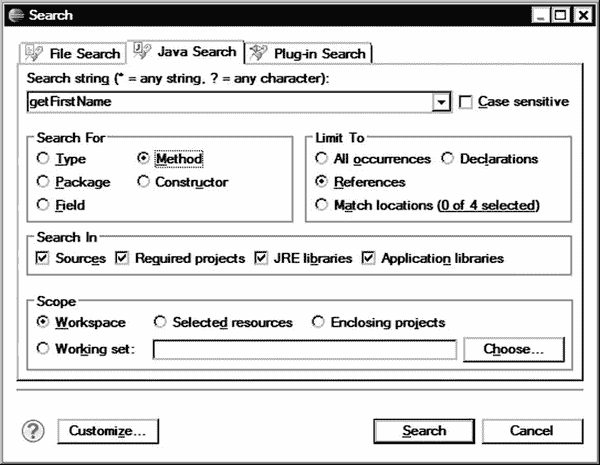 Search
File Search Java Search Plug-in Search
Search string (* = any string, ? = any character):
getFirstName Case sensitive
Search For
Type Method
Package Constructor
Field
Limit To
All occurrences Declarations
References
Match locations (0 of 4 selected)
Search In
Sources Required projects JRE libraries Application libraries
Scope
Workspace Selected resources Enclosing projects
Working set: Choose...
? Customize... Search Cancel